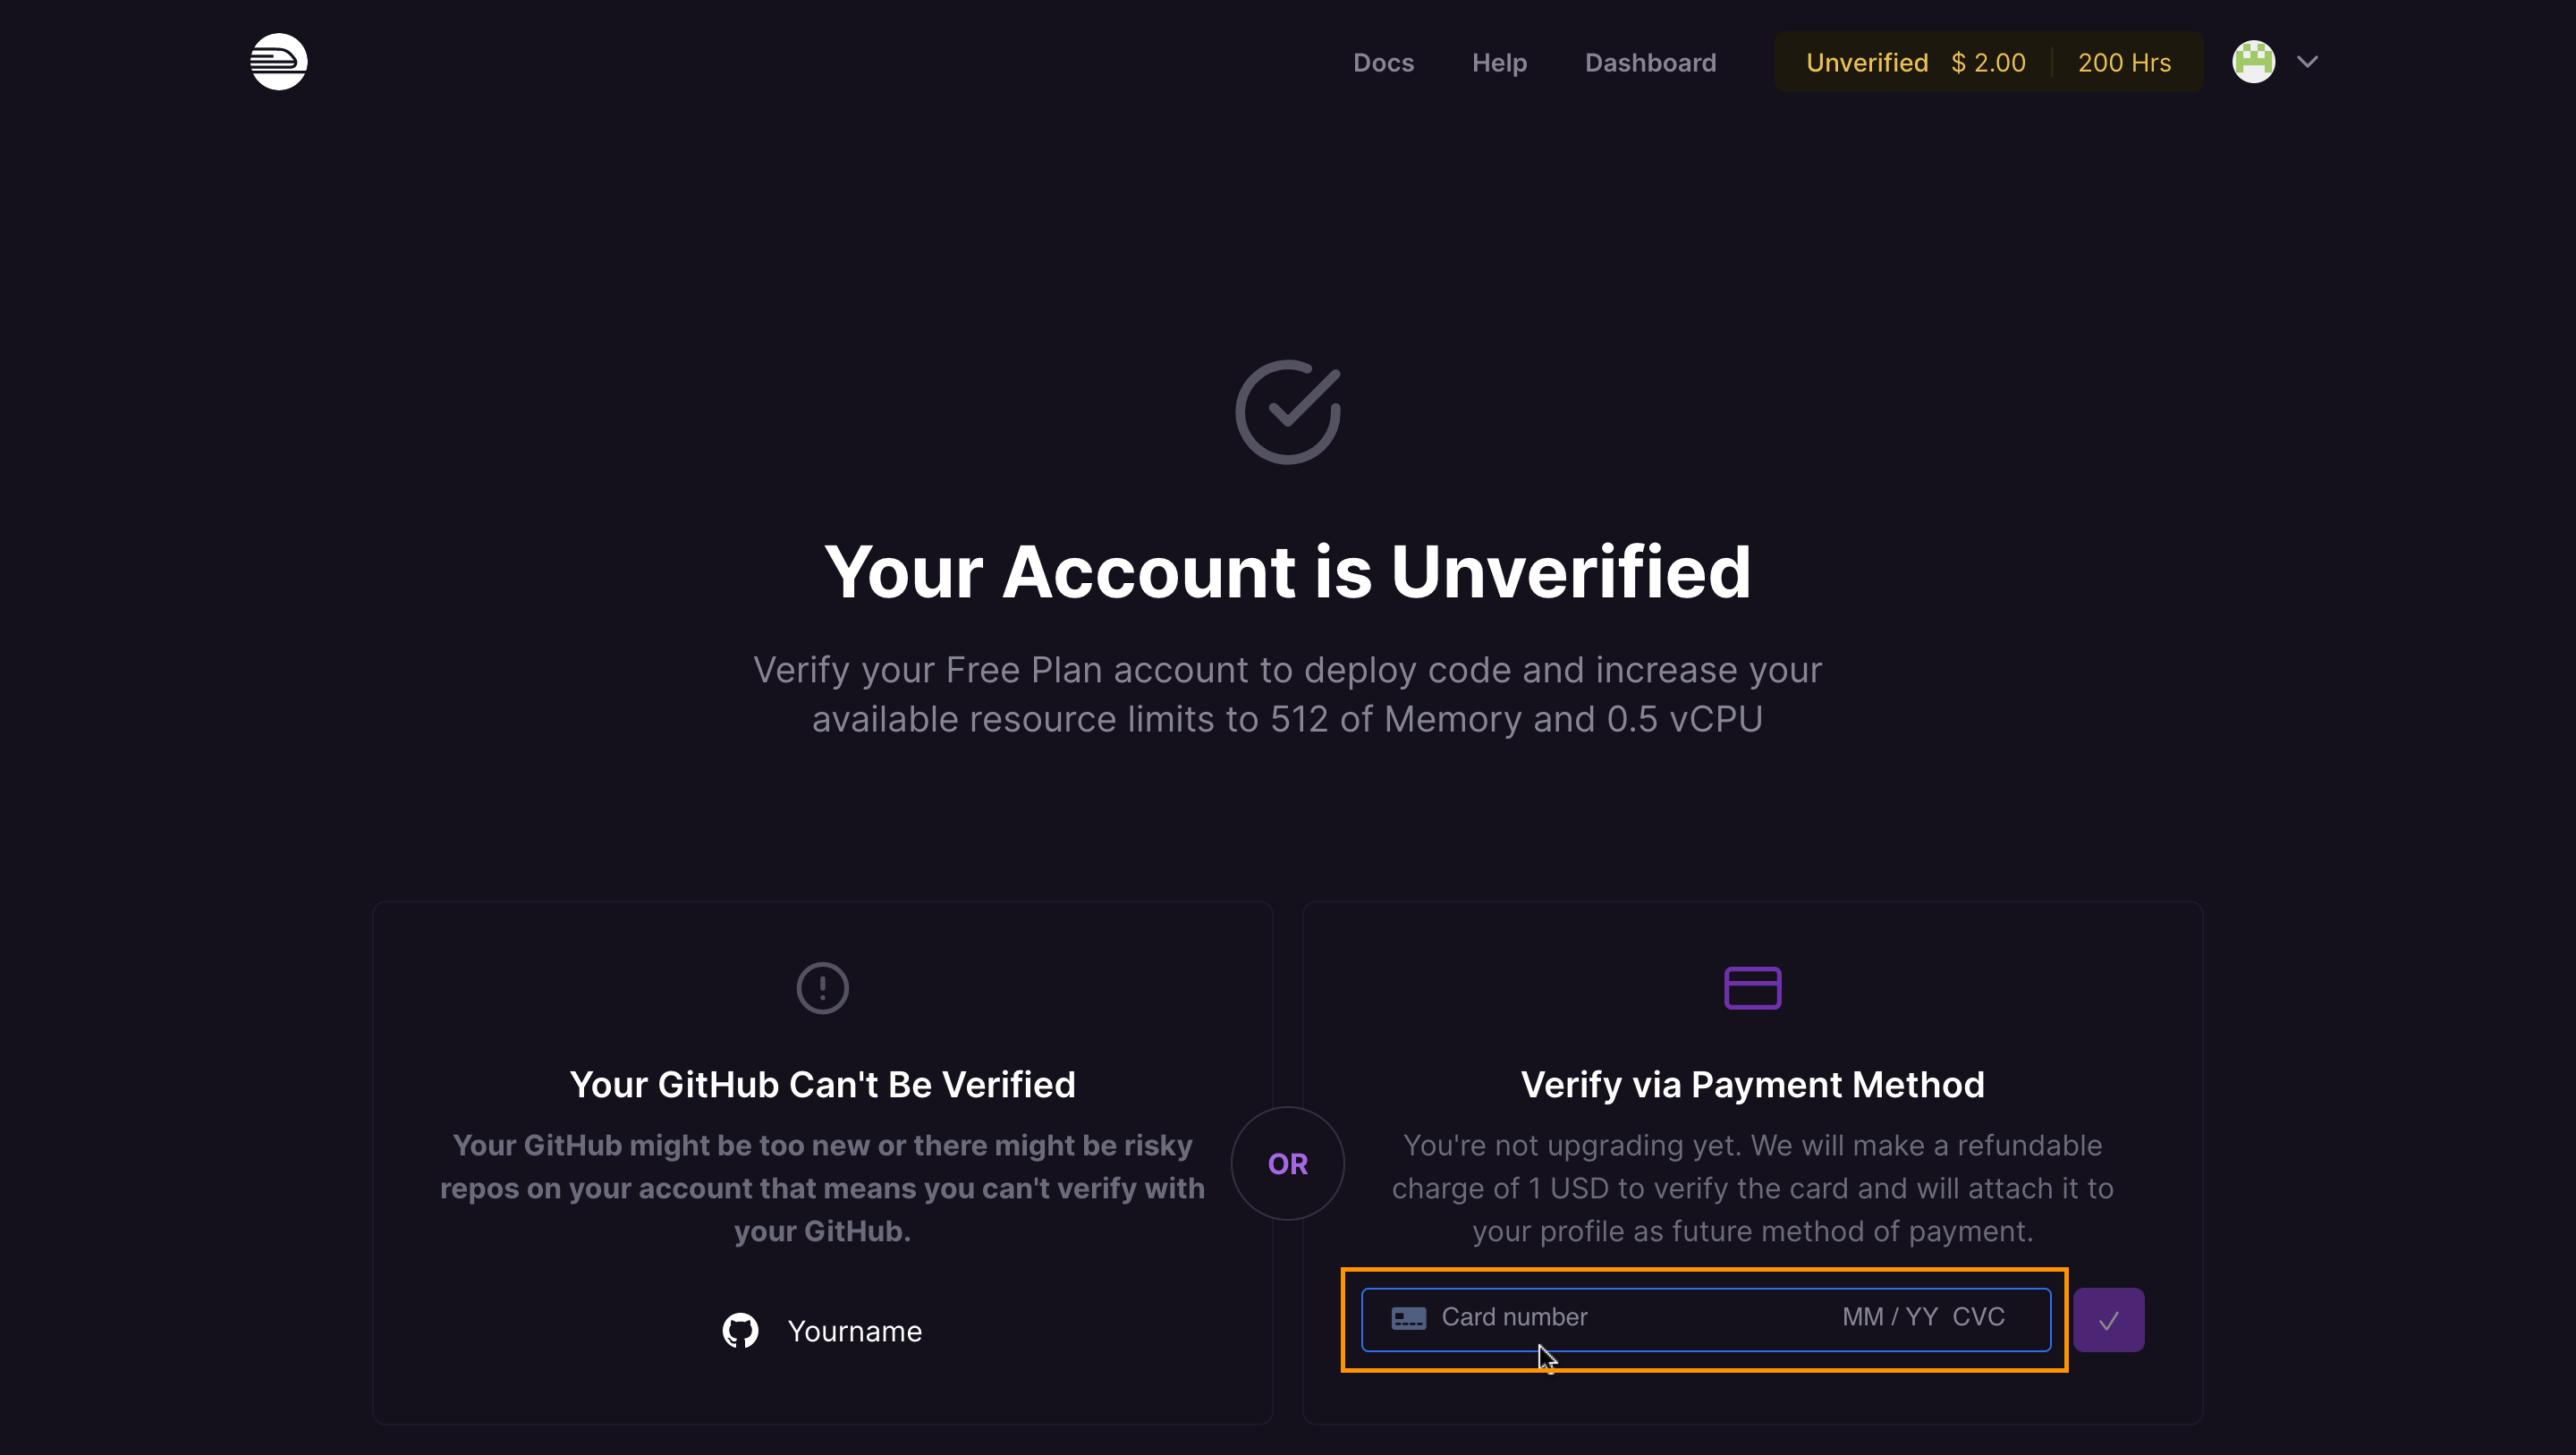 Docs Help Dashboard Unverified $ 2.00 200 Hrs
Your Account is Unverified
Verify your Free Plan account to deploy code and increase your
available resource limits to 512 of Memory and 0.5 vCPU
Your GitHub Can't Be Verified
Your GitHub might be too new or there might be risky
repos on your account that means you can't verify with
your GitHub.
Yourname
OR
Verify via Payment Method
You're not upgrading yet. We will make a refundable
charge of 1 USD to verify the card and will attach it to
your profile as future method of payment.
Card number MM / YY CVC